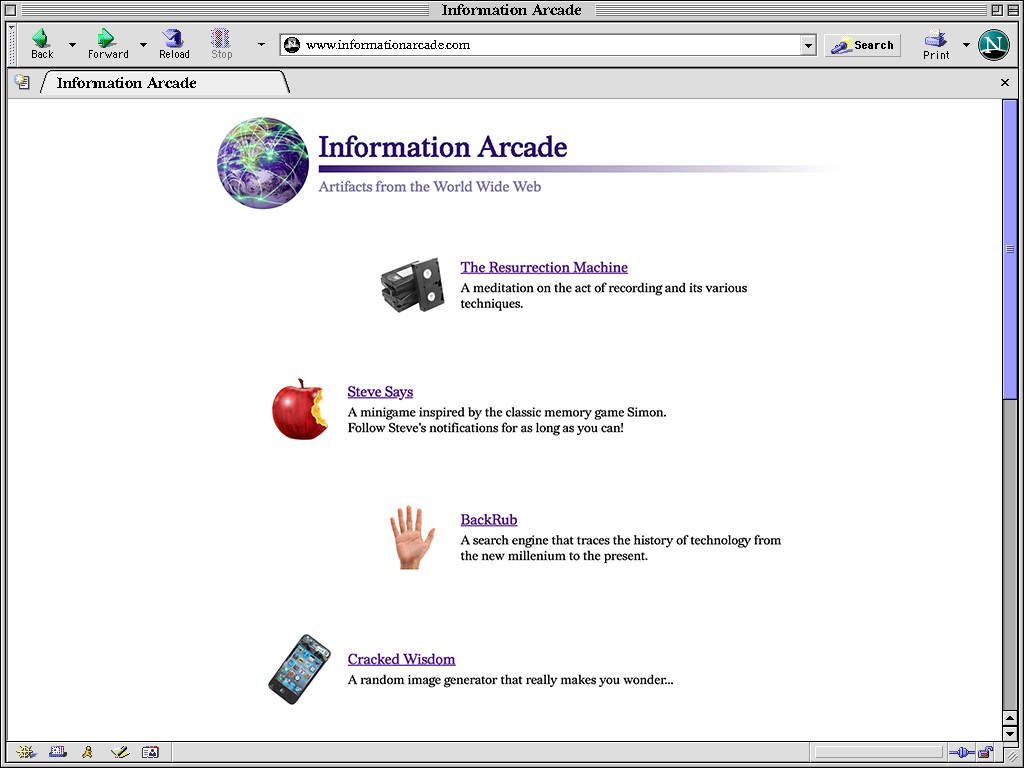 Information Arcade
Back
Forward
Reload
Stop
www.informationarcade.com
Search
Print
N
Information Arcade
Information Arcade
Artifacts from the World Wide Web
The Resurrection Machine
A meditation on the act of recording and its various
techniques.
Steve Says
A minigame inspired by the classic memory game Simon.
Follow Steve's notifications for as long as you can!
BackRub
A search engine that traces the history of technology from
the new millenium to the present.
Cracked Wisdom
A random image generator that really makes you wonder...